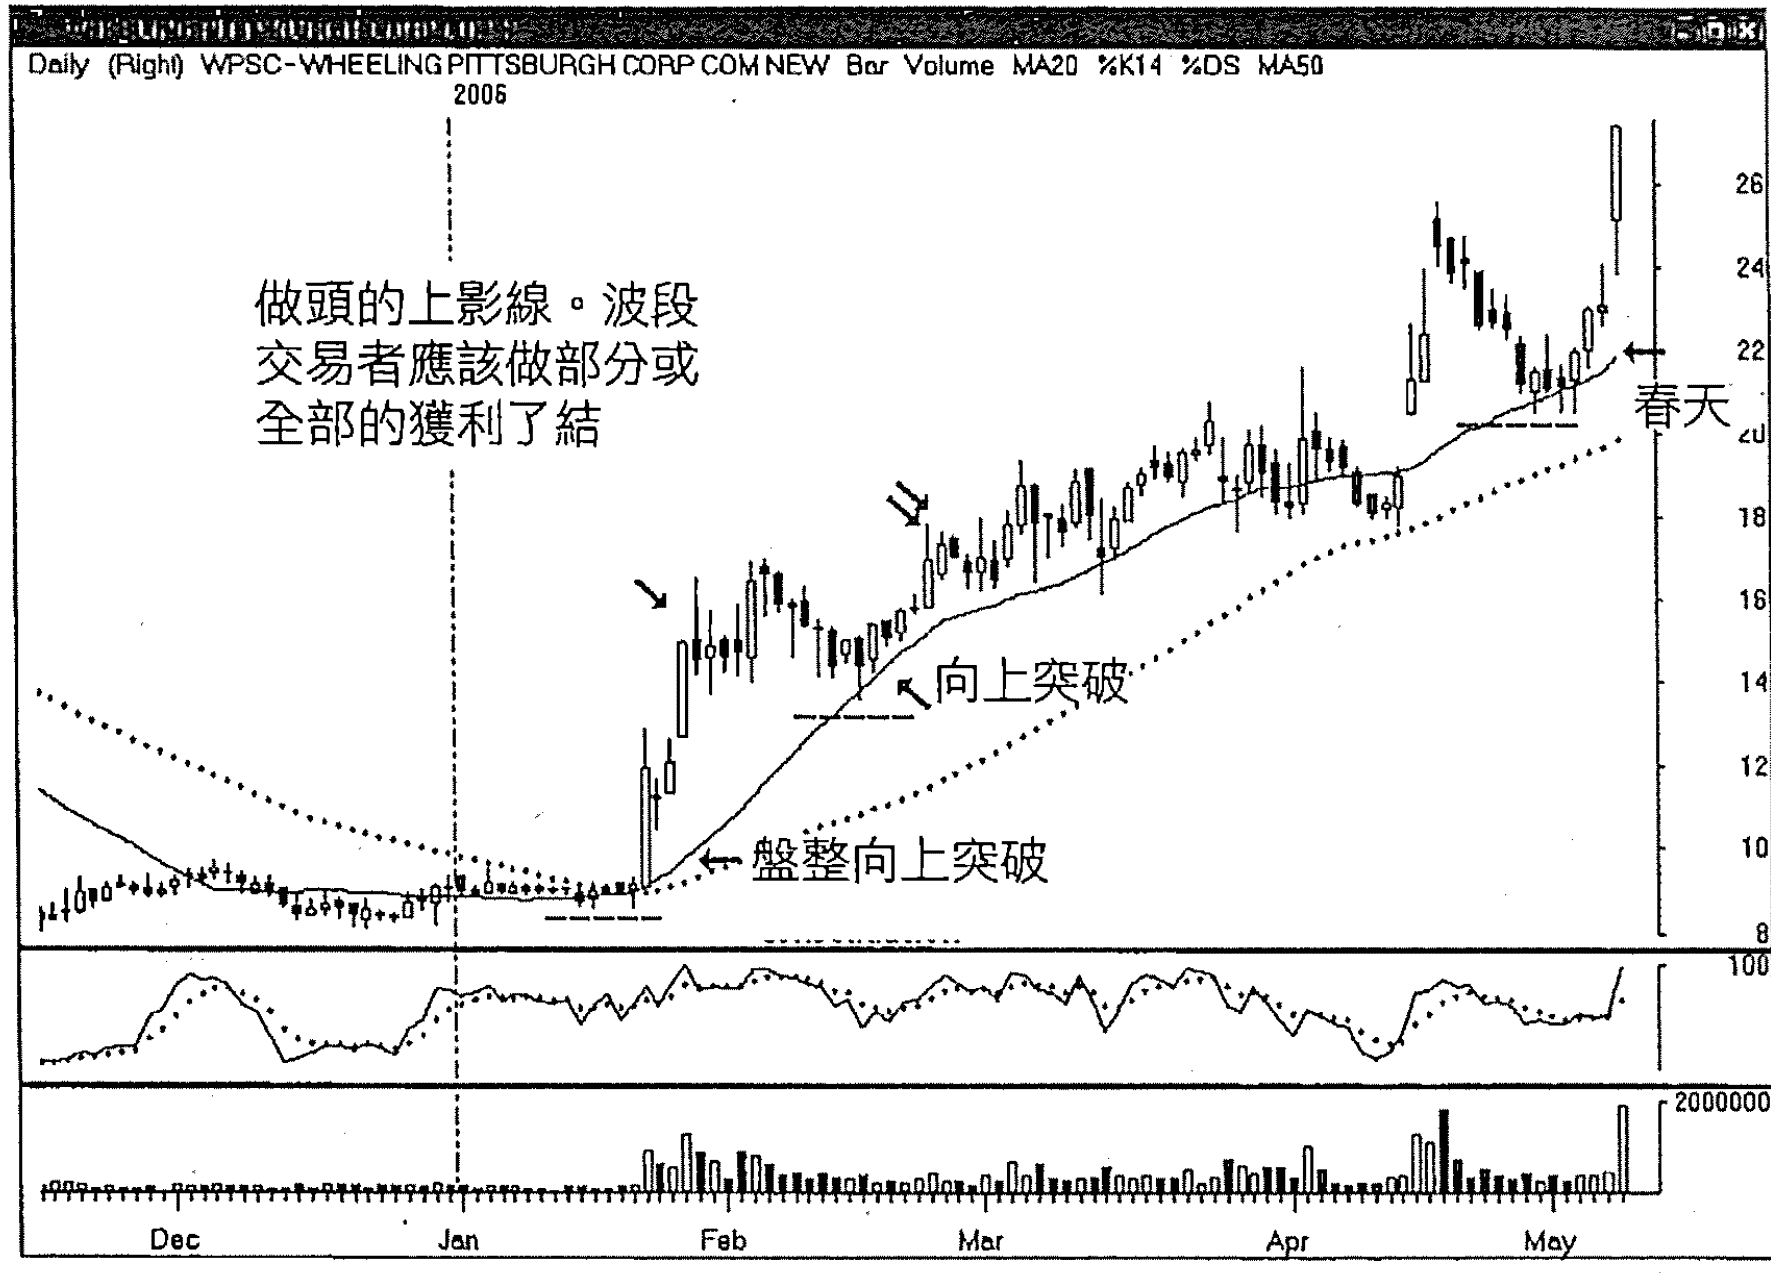 Daily (Right) WPSC-WHEELING PITTSBURGH CORP COM NEW Bar Volume MA20 %K14 %DS MA50
2006
26
24
做頭的上影線。波段
交易者應該做部分或
全部的獲利了結
22
春天
20
18
16
向上突破
14
12
盤整向上突破
10
8
100
2000000
Dec Jan Feb Mar Apr May